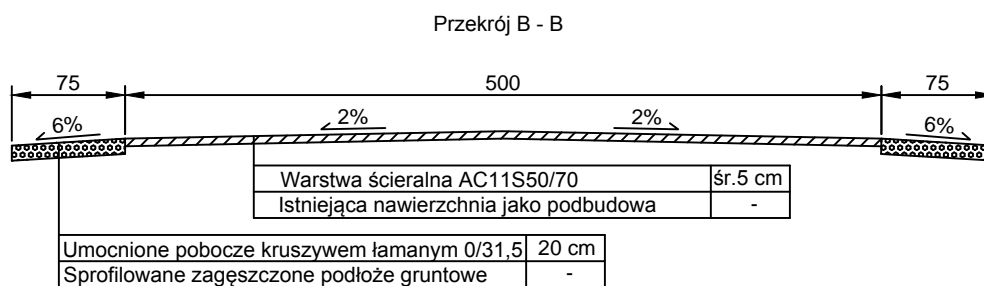 Przekrój B - B
75
500
75
6%
2%
2%
6%
Warstwa ścieralna AC11S50/70 śr.5 cm
Istniejąca nawierzchnia jako podbudowa -
Umocnione pobocze kruszywem łamanym 0/31,5 20 cm
Sprofilowane zagęszczone podłoże gruntowe -